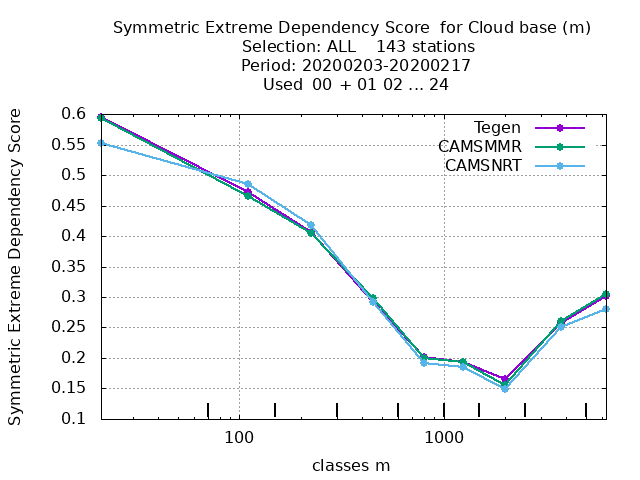 Symmetric Extreme Dependency Score  for Cloud base (m)
Selection: ALL    143 stations
Period: 20200203-20200217
Used  00 + 01 02 ... 24
Symmetric Extreme Dependency Score
0.6
0.55
0.5
0.45
0.4
0.35
0.3
0.25
0.2
0.15
0.1
Tegen
CAMSMMR
CAMSNRT
100
1000
classes m